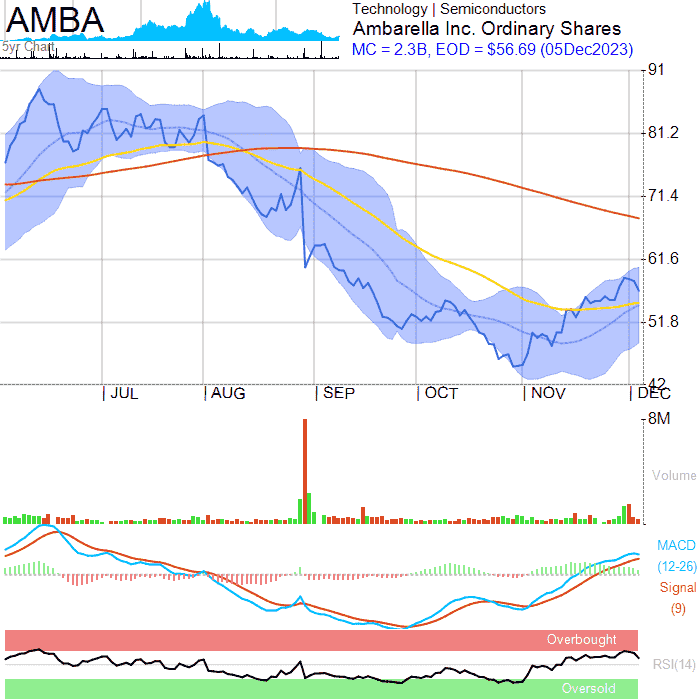 AMBA
5yr Chart
Technology | Semiconductors
Ambarella Inc. Ordinary Shares
MC = 2.3B, EOD = $56.69 (05Dec2023)
91
81.2
71.4
61.6
51.8
42
JUL AUG SEP OCT NOV DEC
8M
Volume
MACD
(12-26)
Signal
(9)
Overbought
RSI(14)
Oversold